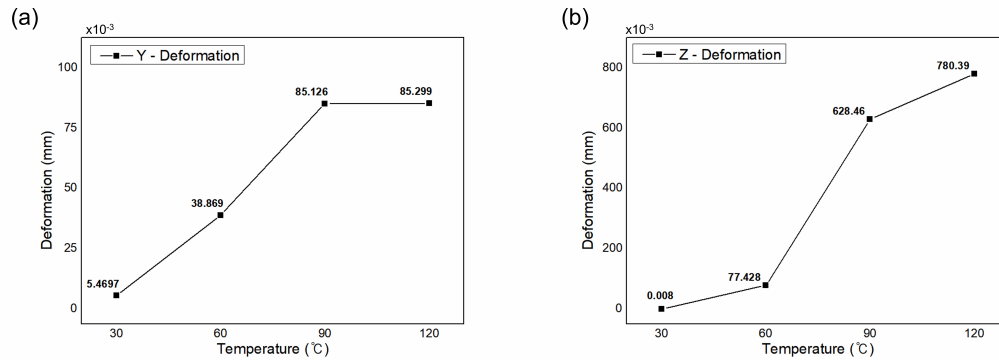 (a)
x10⁻³
Y - Deformation
100
75
50
25
0
5.4697
38.869
85.126
85.299
30
60
90
120
Deformation (mm)
Temperature (℃)
(b)
x10⁻³
Z - Deformation
800
600
400
200
0
0.008
77.428
628.46
780.39
30
60
90
120
Deformation (mm)
Temperature (℃)